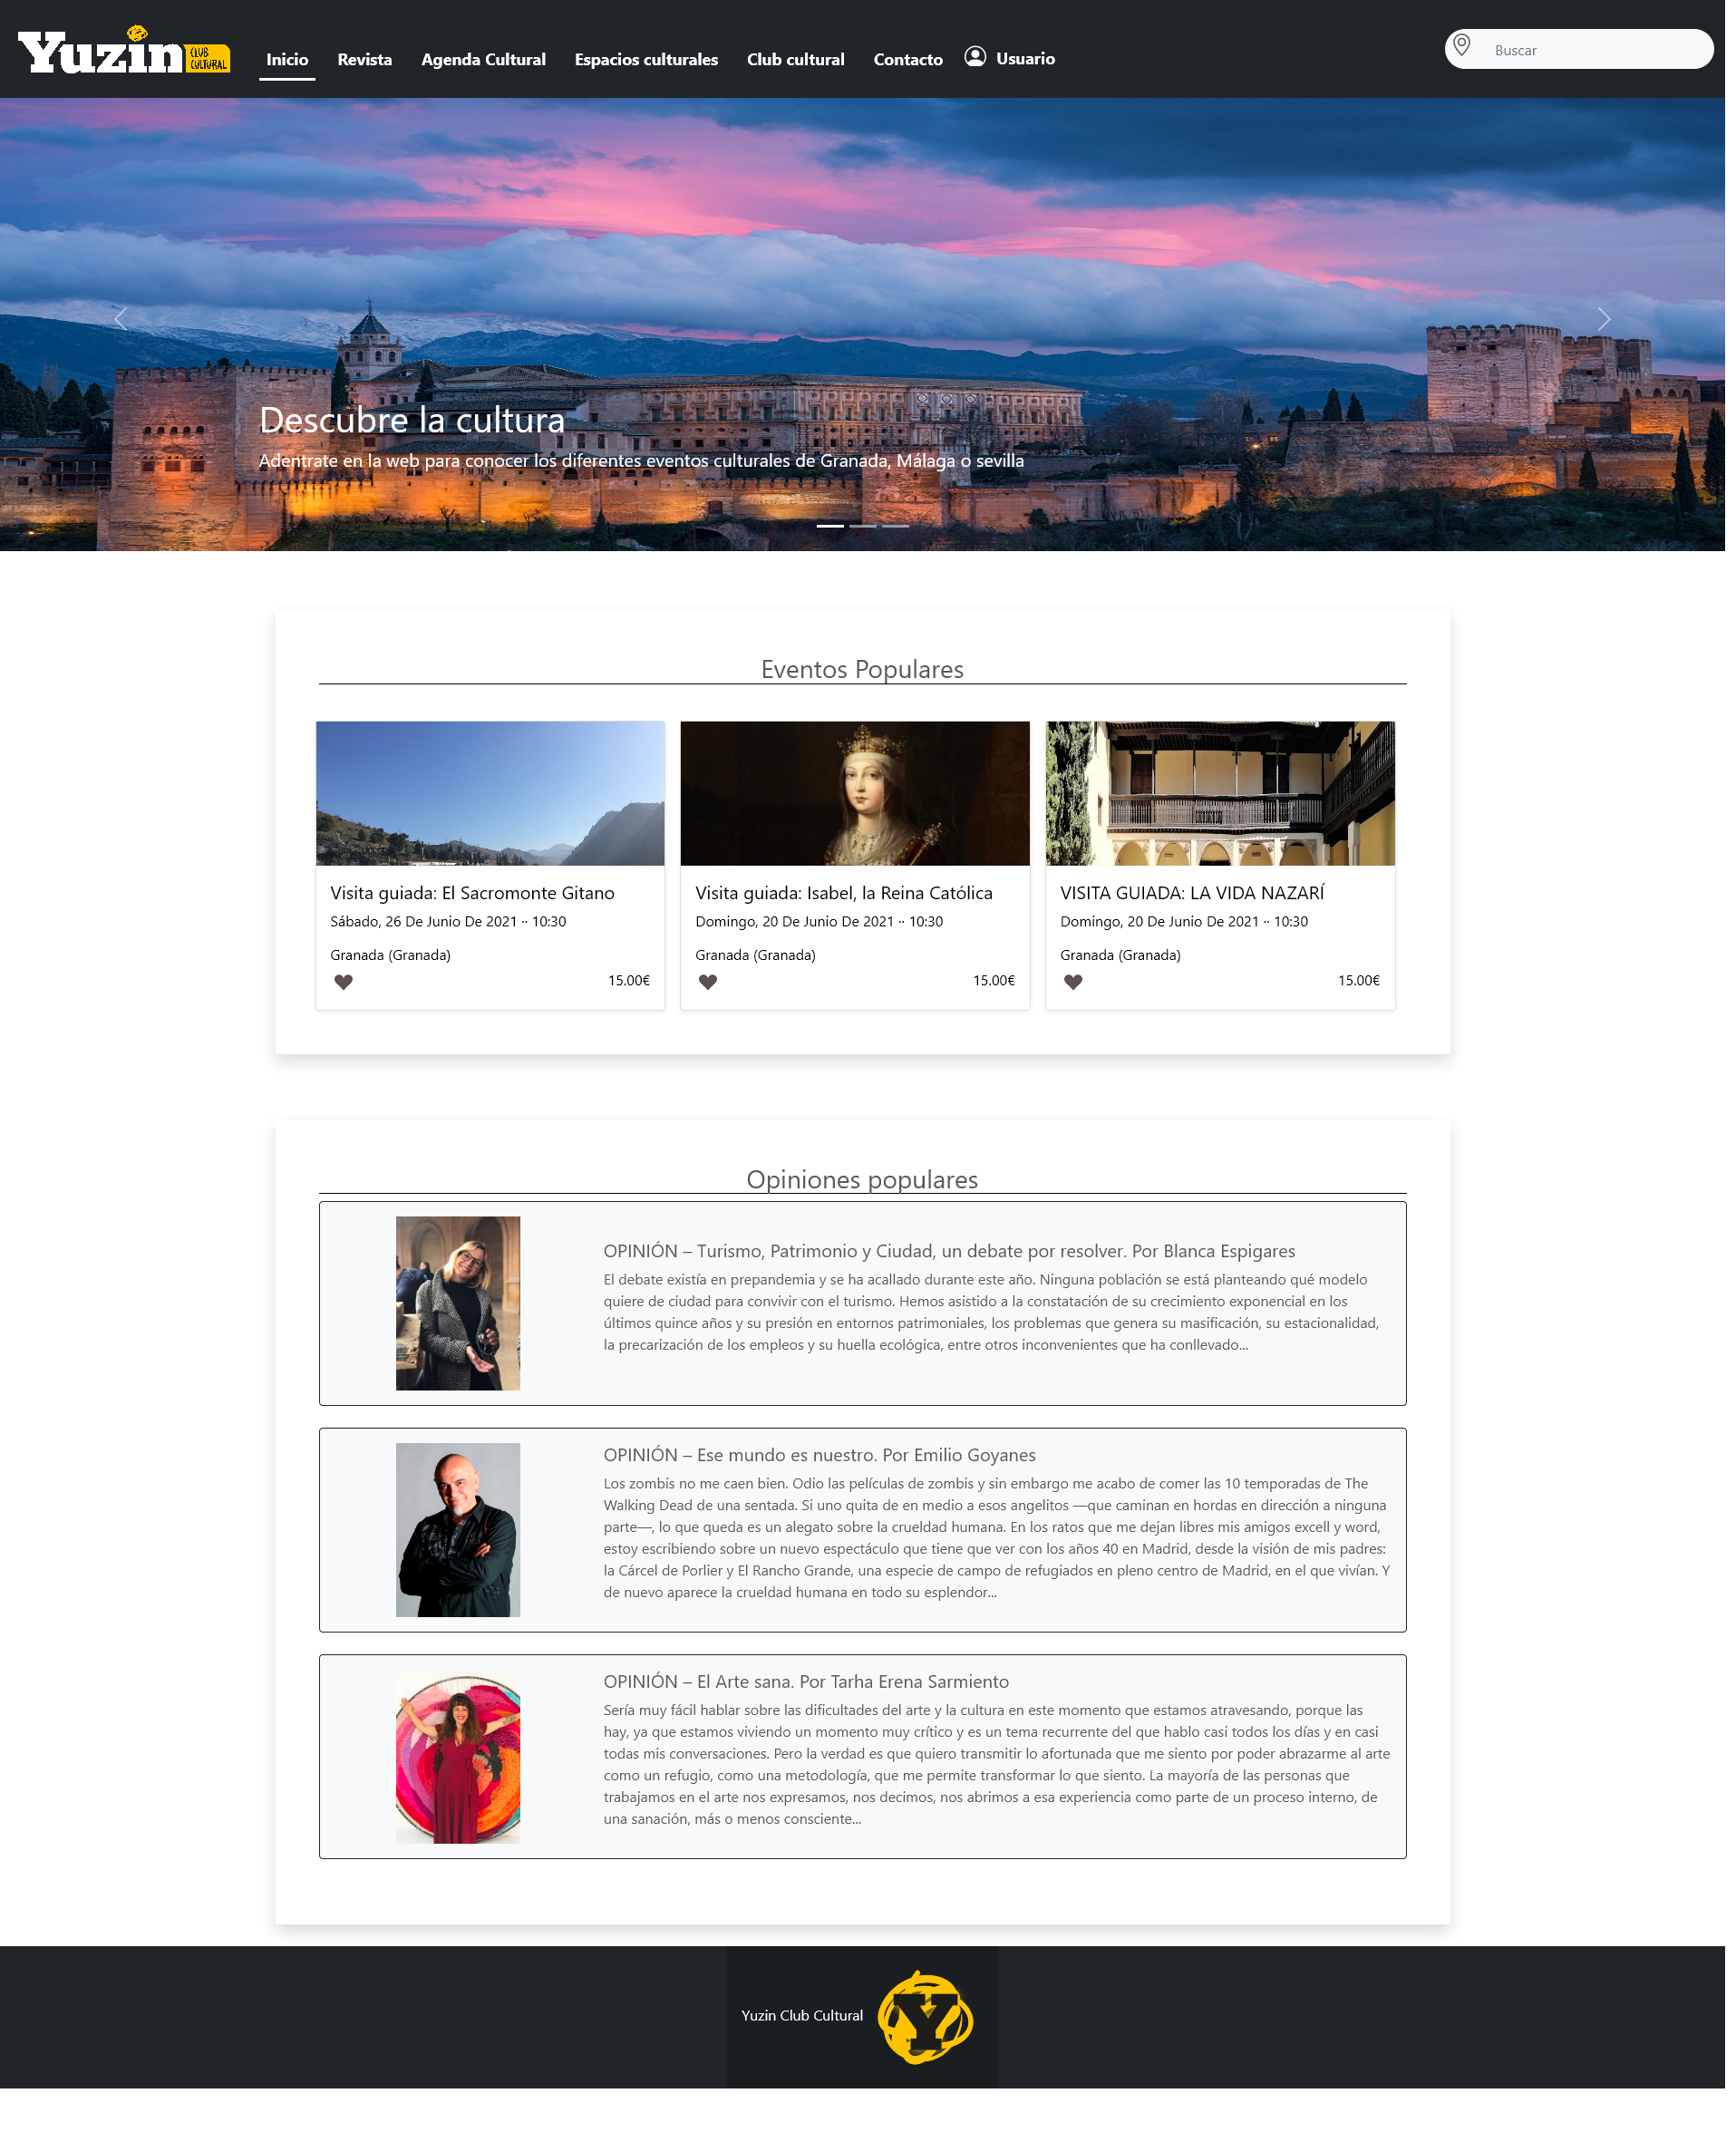 Yuzin CLUB CULTURAL
Inicio
Revista
Agenda Cultural
Espacios culturales
Club cultural
Contacto
Usuario
Buscar
Descubre la cultura
Adentrate en la web para conocer los diferentes eventos culturales de Granada, Málaga o sevilla
Eventos Populares
Visita guiada: El Sacromonte Gitano
Sábado, 26 De Junio De 2021 ·· 10:30
Granada (Granada)
15.00€
Visita guiada: Isabel, la Reina Católica
Domingo, 20 De Junio De 2021 ·· 10:30
Granada (Granada)
15.00€
VISITA GUIADA: LA VIDA NAZARÍ
Domingo, 20 De Junio De 2021 ·· 10:30
Granada (Granada)
15.00€
Opiniones populares
OPINIÓN – Turismo, Patrimonio y Ciudad, un debate por resolver. Por Blanca Espigares
El debate existía en prepandemia y se ha acallado durante este año. Ninguna población se está planteando qué modelo
quiere de ciudad para convivir con el turismo. Hemos asistido a la constatación de su crecimiento exponencial en los
últimos quince años y su presión en entornos patrimoniales, los problemas que genera su masificación, su estacionalidad,
la precarización de los empleos y su huella ecológica, entre otros inconvenientes que ha conllevado...
OPINIÓN – Ese mundo es nuestro. Por Emilio Goyanes
Los zombis no me caen bien. Odio las películas de zombis y sin embargo me acabo de comer las 10 temporadas de The
Walking Dead de una sentada. Si uno quita de en medio a esos angelitos —que caminan en hordas en dirección a ninguna
parte—, lo que queda es un alegato sobre la crueldad humana. En los ratos que me dejan libres mis amigos excell y word,
estoy escribiendo sobre un nuevo espectáculo que tiene que ver con los años 40 en Madrid, desde la visión de mis padres:
la Cárcel de Porlier y El Rancho Grande, una especie de campo de refugiados en pleno centro de Madrid, en el que vivían. Y
de nuevo aparece la crueldad humana en todo su esplendor...
OPINIÓN – El Arte sana. Por Tarha Erena Sarmiento
Sería muy fácil hablar sobre las dificultades del arte y la cultura en este momento que estamos atravesando, porque las
hay, ya que estamos viviendo un momento muy crítico y es un tema recurrente del que hablo casi todos los días y en casi
todas mis conversaciones. Pero la verdad es que quiero transmitir lo afortunada que me siento por poder abrazarme al arte
como un refugio, como una metodología, que me permite transformar lo que siento. La mayoría de las personas que
trabajamos en el arte nos expresamos, nos decimos, nos abrimos a esa experiencia como parte de un proceso interno, de
una sanación, más o menos consciente...
Yuzin Club Cultural
Y